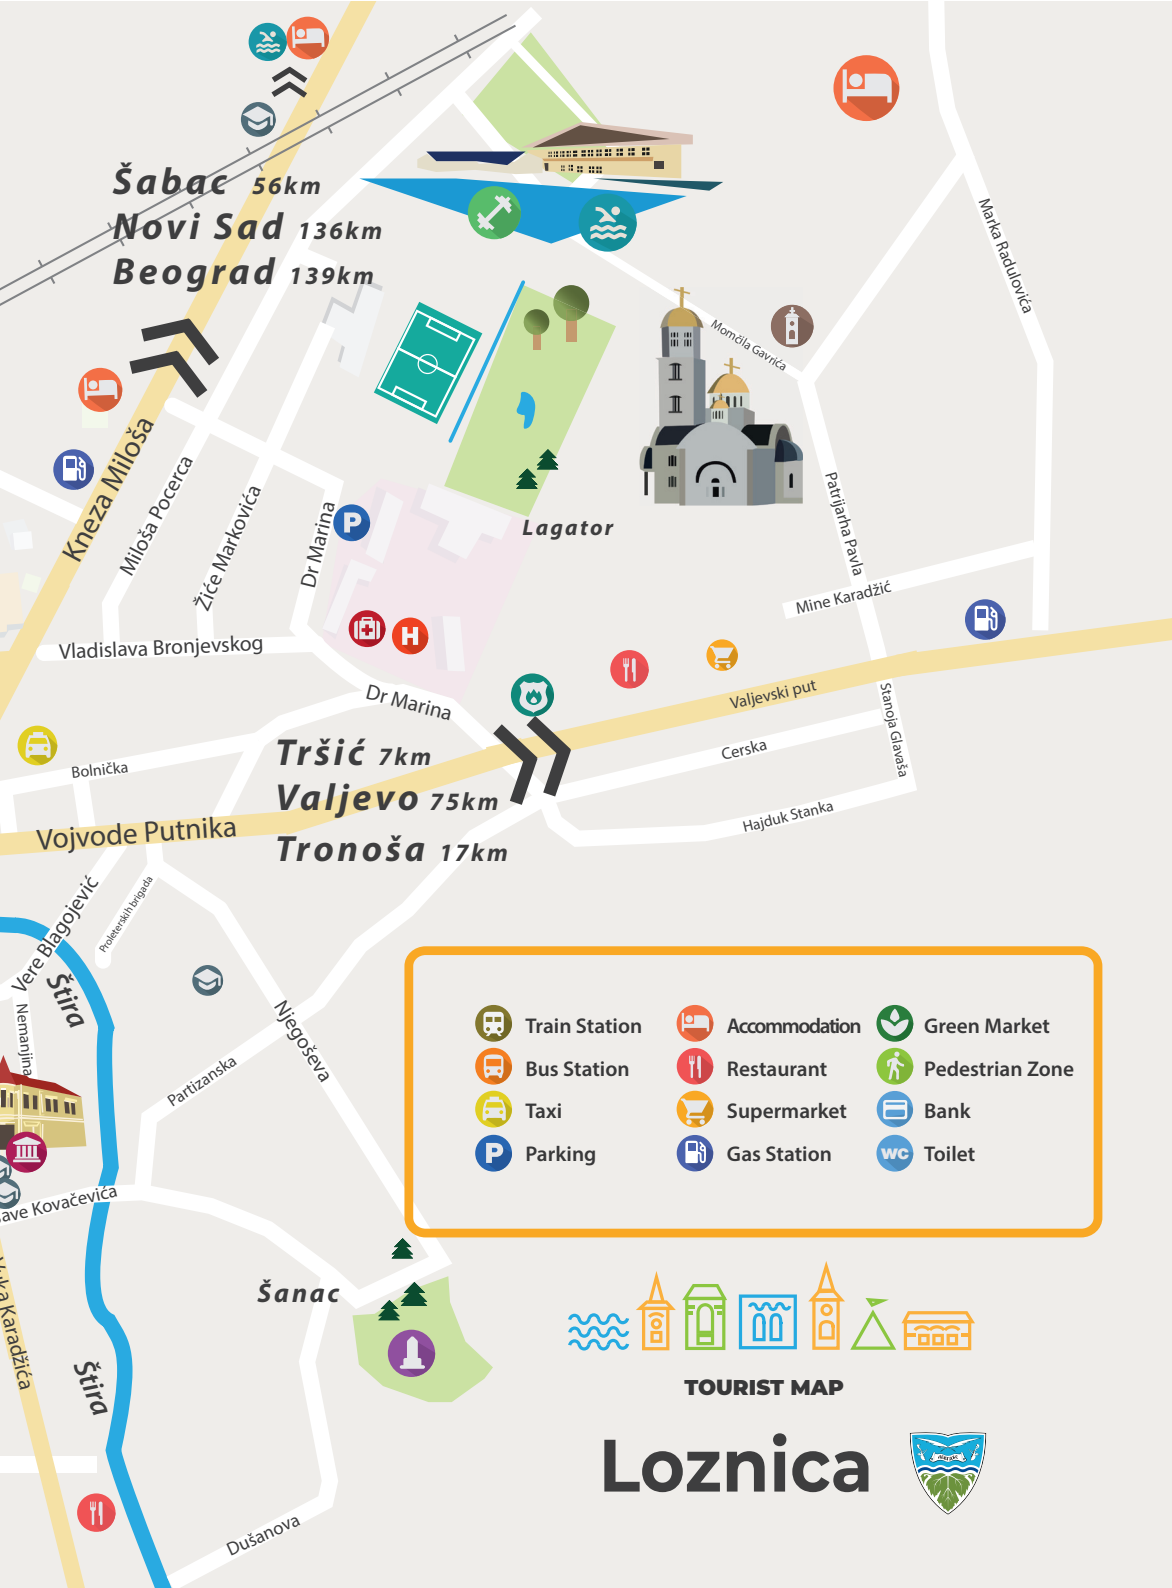 Šabac 56km
Novi Sad 136km
Beograd 139km
Marka Radulovića
Momčila Gavrića
Kneza Miloša
Miloša Pocerca
Žiće Markovića
Dr Marina
P
Lagator
Patrijarha Pavla
Mine Karadžić
H
Vladislava Bronjevskog
Dr Marina
Valjevski put
Stanoja Glavaša
Cerska
Bolnička
Tršić 7km
Valjevo 75km
Tronoša 17km
Hajduk Stanka
Vojvode Putnika
Vere Blagojević
Proleterskih brigada
Štira
Nemanjina
Njegoševa
Partizanska
ave Kovačevića
Vuka Karadžića
Štira
Šanac
Dušanova
Train Station
Bus Station
Taxi
P Parking
Accommodation
Restaurant
Supermarket
Gas Station
Green Market
Pedestrian Zone
Bank
WC Toilet
TOURIST MAP
Loznica